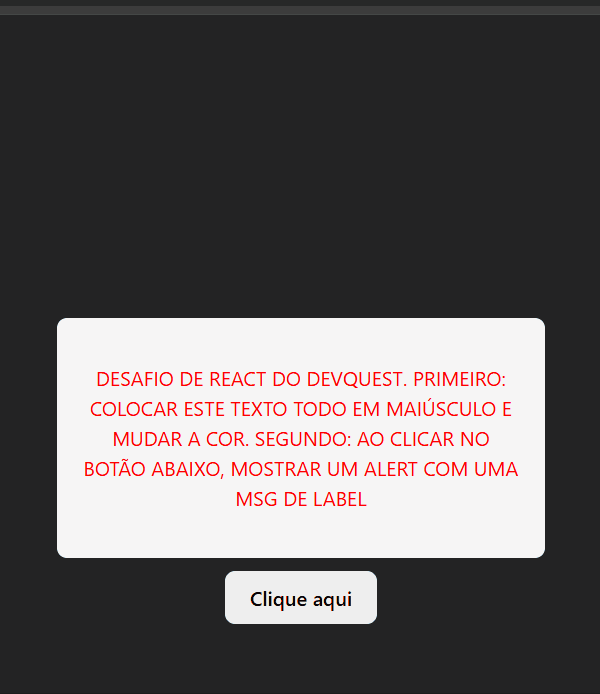 DESAFIO DE REACT DO DEVQUEST. PRIMEIRO:
COLOCAR ESTE TEXTO TODO EM MAIÚSCULO E
MUDAR A COR. SEGUNDO: AO CLICAR NO
BOTÃO ABAIXO, MOSTRAR UM ALERT COM UMA
MSG DE LABEL
Clique aqui